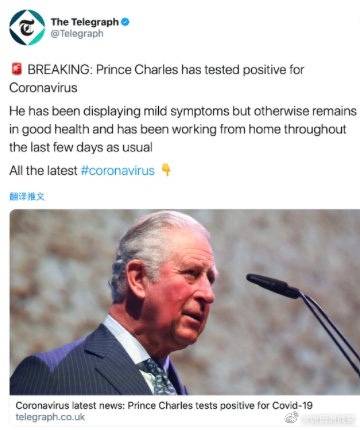 The Telegraph
@Telegraph
🚨 BREAKING: Prince Charles has tested positive for
Coronavirus
He has been displaying mild symptoms but otherwise remains
in good health and has been working from home throughout
the last few days as usual
All the latest #coronavirus 👇
翻译推文
Coronavirus latest news: Prince Charles tests positive for Covid-19
telegraph.co.uk